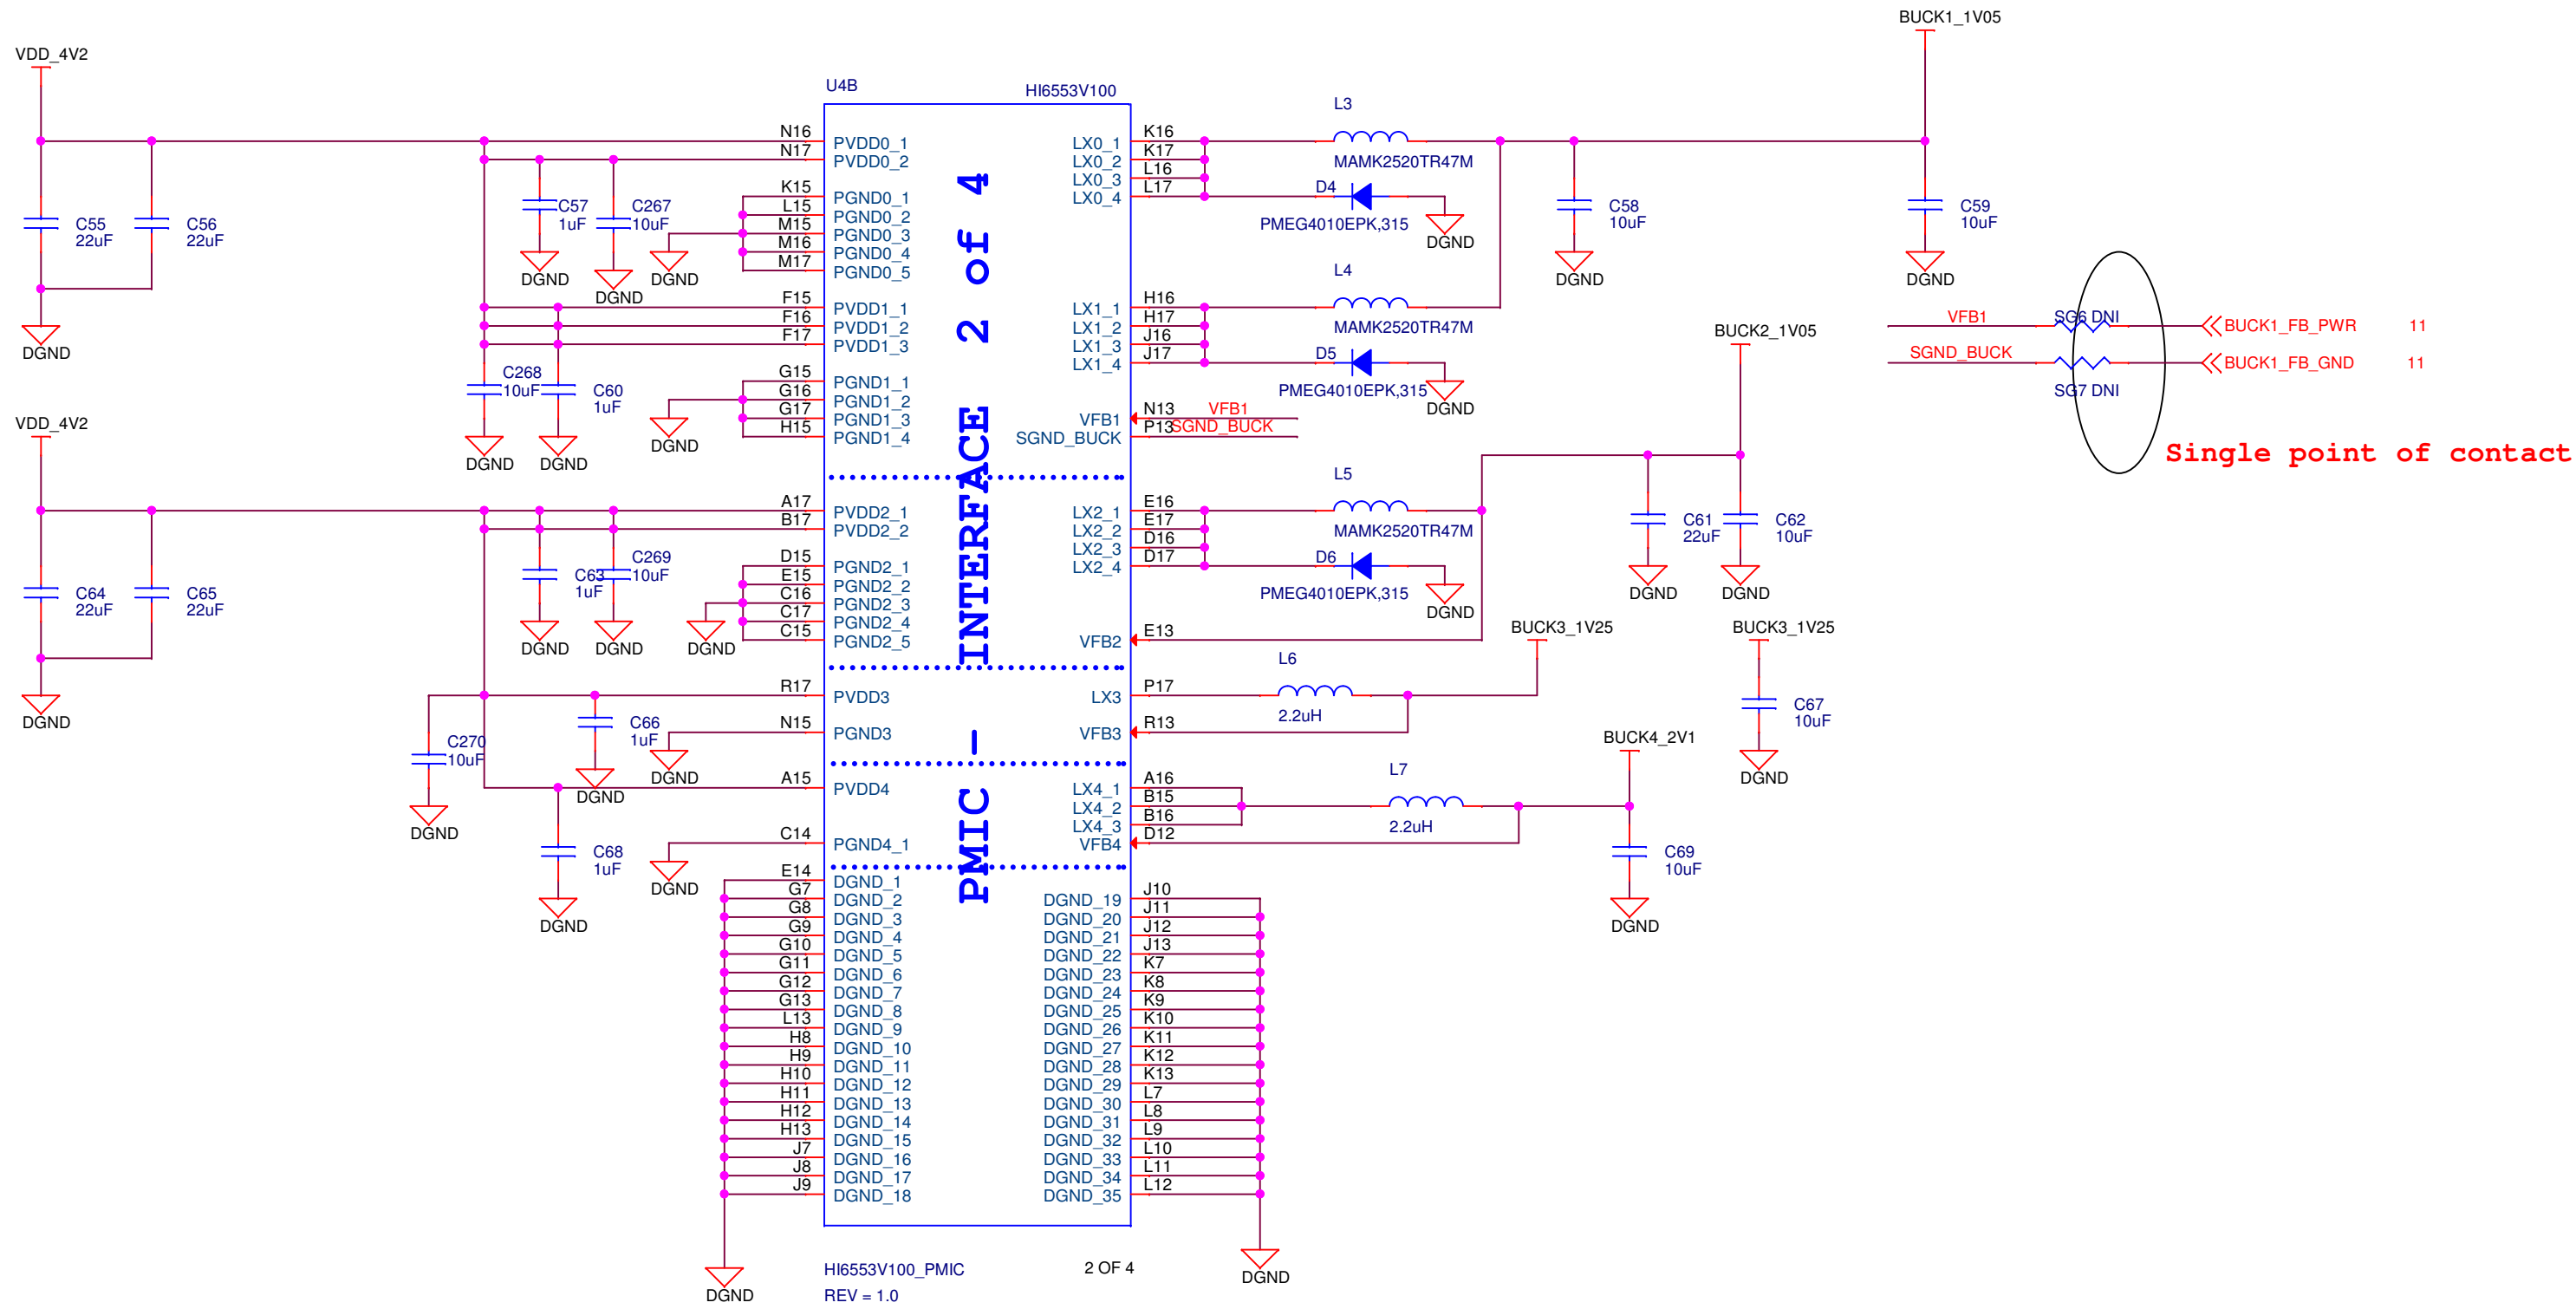 BUCK1_1V05
VDD_4V2
U4B
HI6553V100
L3
N16
PVDD0_1
LX0_1
K16
N17
PVDD0_2
LX0_2
K17
MAMK2520TR47M
LX0_3
L16
K15
PGND0_1
LX0_4
L17
D4
L15
PGND0_2
M15
PGND0_3
M16
PGND0_4
M17
PGND0_5
PMEG4010EPK,315
DGND
C55
22uF
C56
22uF
C57
1uF
C267
10uF
DGND
DGND
DGND
DGND
C58
10uF
DGND
C59
10uF
DGND
L4
F15
PVDD1_1
LX1_1
H16
F16
PVDD1_2
LX1_2
H17
MAMK2520TR47M
F17
PVDD1_3
LX1_3
J16
LX1_4
J17
D5
G15
PGND1_1
G16
PGND1_2
G17
PGND1_3
H15
PGND1_4
PMEG4010EPK,315
DGND
VFB1
N13
VFB1
SGND_BUCK
P13
SGND_BUCK
C268
10uF
C60
1uF
DGND
DGND
DGND
BUCK2_1V05
VFB1
SG6 DNI
BUCK1_FB_PWR
11
SGND_BUCK
SG7 DNI
BUCK1_FB_GND
11
Single point of contact
VDD_4V2
L5
A17
PVDD2_1
LX2_1
E16
B17
PVDD2_2
LX2_2
E17
MAMK2520TR47M
LX2_3
D16
D15
PGND2_1
LX2_4
D17
D6
E15
PGND2_2
C16
PGND2_3
C17
PGND2_4
C15
PGND2_5
VFB2
E13
PMEG4010EPK,315
DGND
C61
22uF
C62
10uF
DGND
DGND
C64
22uF
C65
22uF
C63
1uF
C269
10uF
DGND
DGND
DGND
DGND
BUCK3_1V25
BUCK3_1V25
L6
R17
PVDD3
LX3
P17
2.2uH
N15
PGND3
VFB3
R13
C67
10uF
DGND
C270
10uF
C66
1uF
DGND
DGND
DGND
BUCK4_2V1
L7
A15
PVDD4
LX4_1
A16
LX4_2
B15
LX4_3
B16
2.2uH
C14
PGND4_1
VFB4
D12
C68
1uF
DGND
DGND
C69
10uF
DGND
PMIC – INTERFACE 2 of 4
E14
DGND_1
G7
DGND_2
DGND_19
J10
G8
DGND_3
DGND_20
J11
G9
DGND_4
DGND_21
J12
G10
DGND_5
DGND_22
J13
G11
DGND_6
DGND_23
K7
G12
DGND_7
DGND_24
K8
G13
DGND_8
DGND_25
K9
L13
DGND_9
DGND_26
K10
H8
DGND_10
DGND_27
K11
H9
DGND_11
DGND_28
K12
H10
DGND_12
DGND_29
K13
H11
DGND_13
DGND_30
L7
H12
DGND_14
DGND_31
L8
H13
DGND_15
DGND_32
L9
J7
DGND_16
DGND_33
L10
J8
DGND_17
DGND_34
L11
J9
DGND_18
DGND_35
L12
DGND
DGND
HI6553V100_PMIC
2 OF 4
REV = 1.0